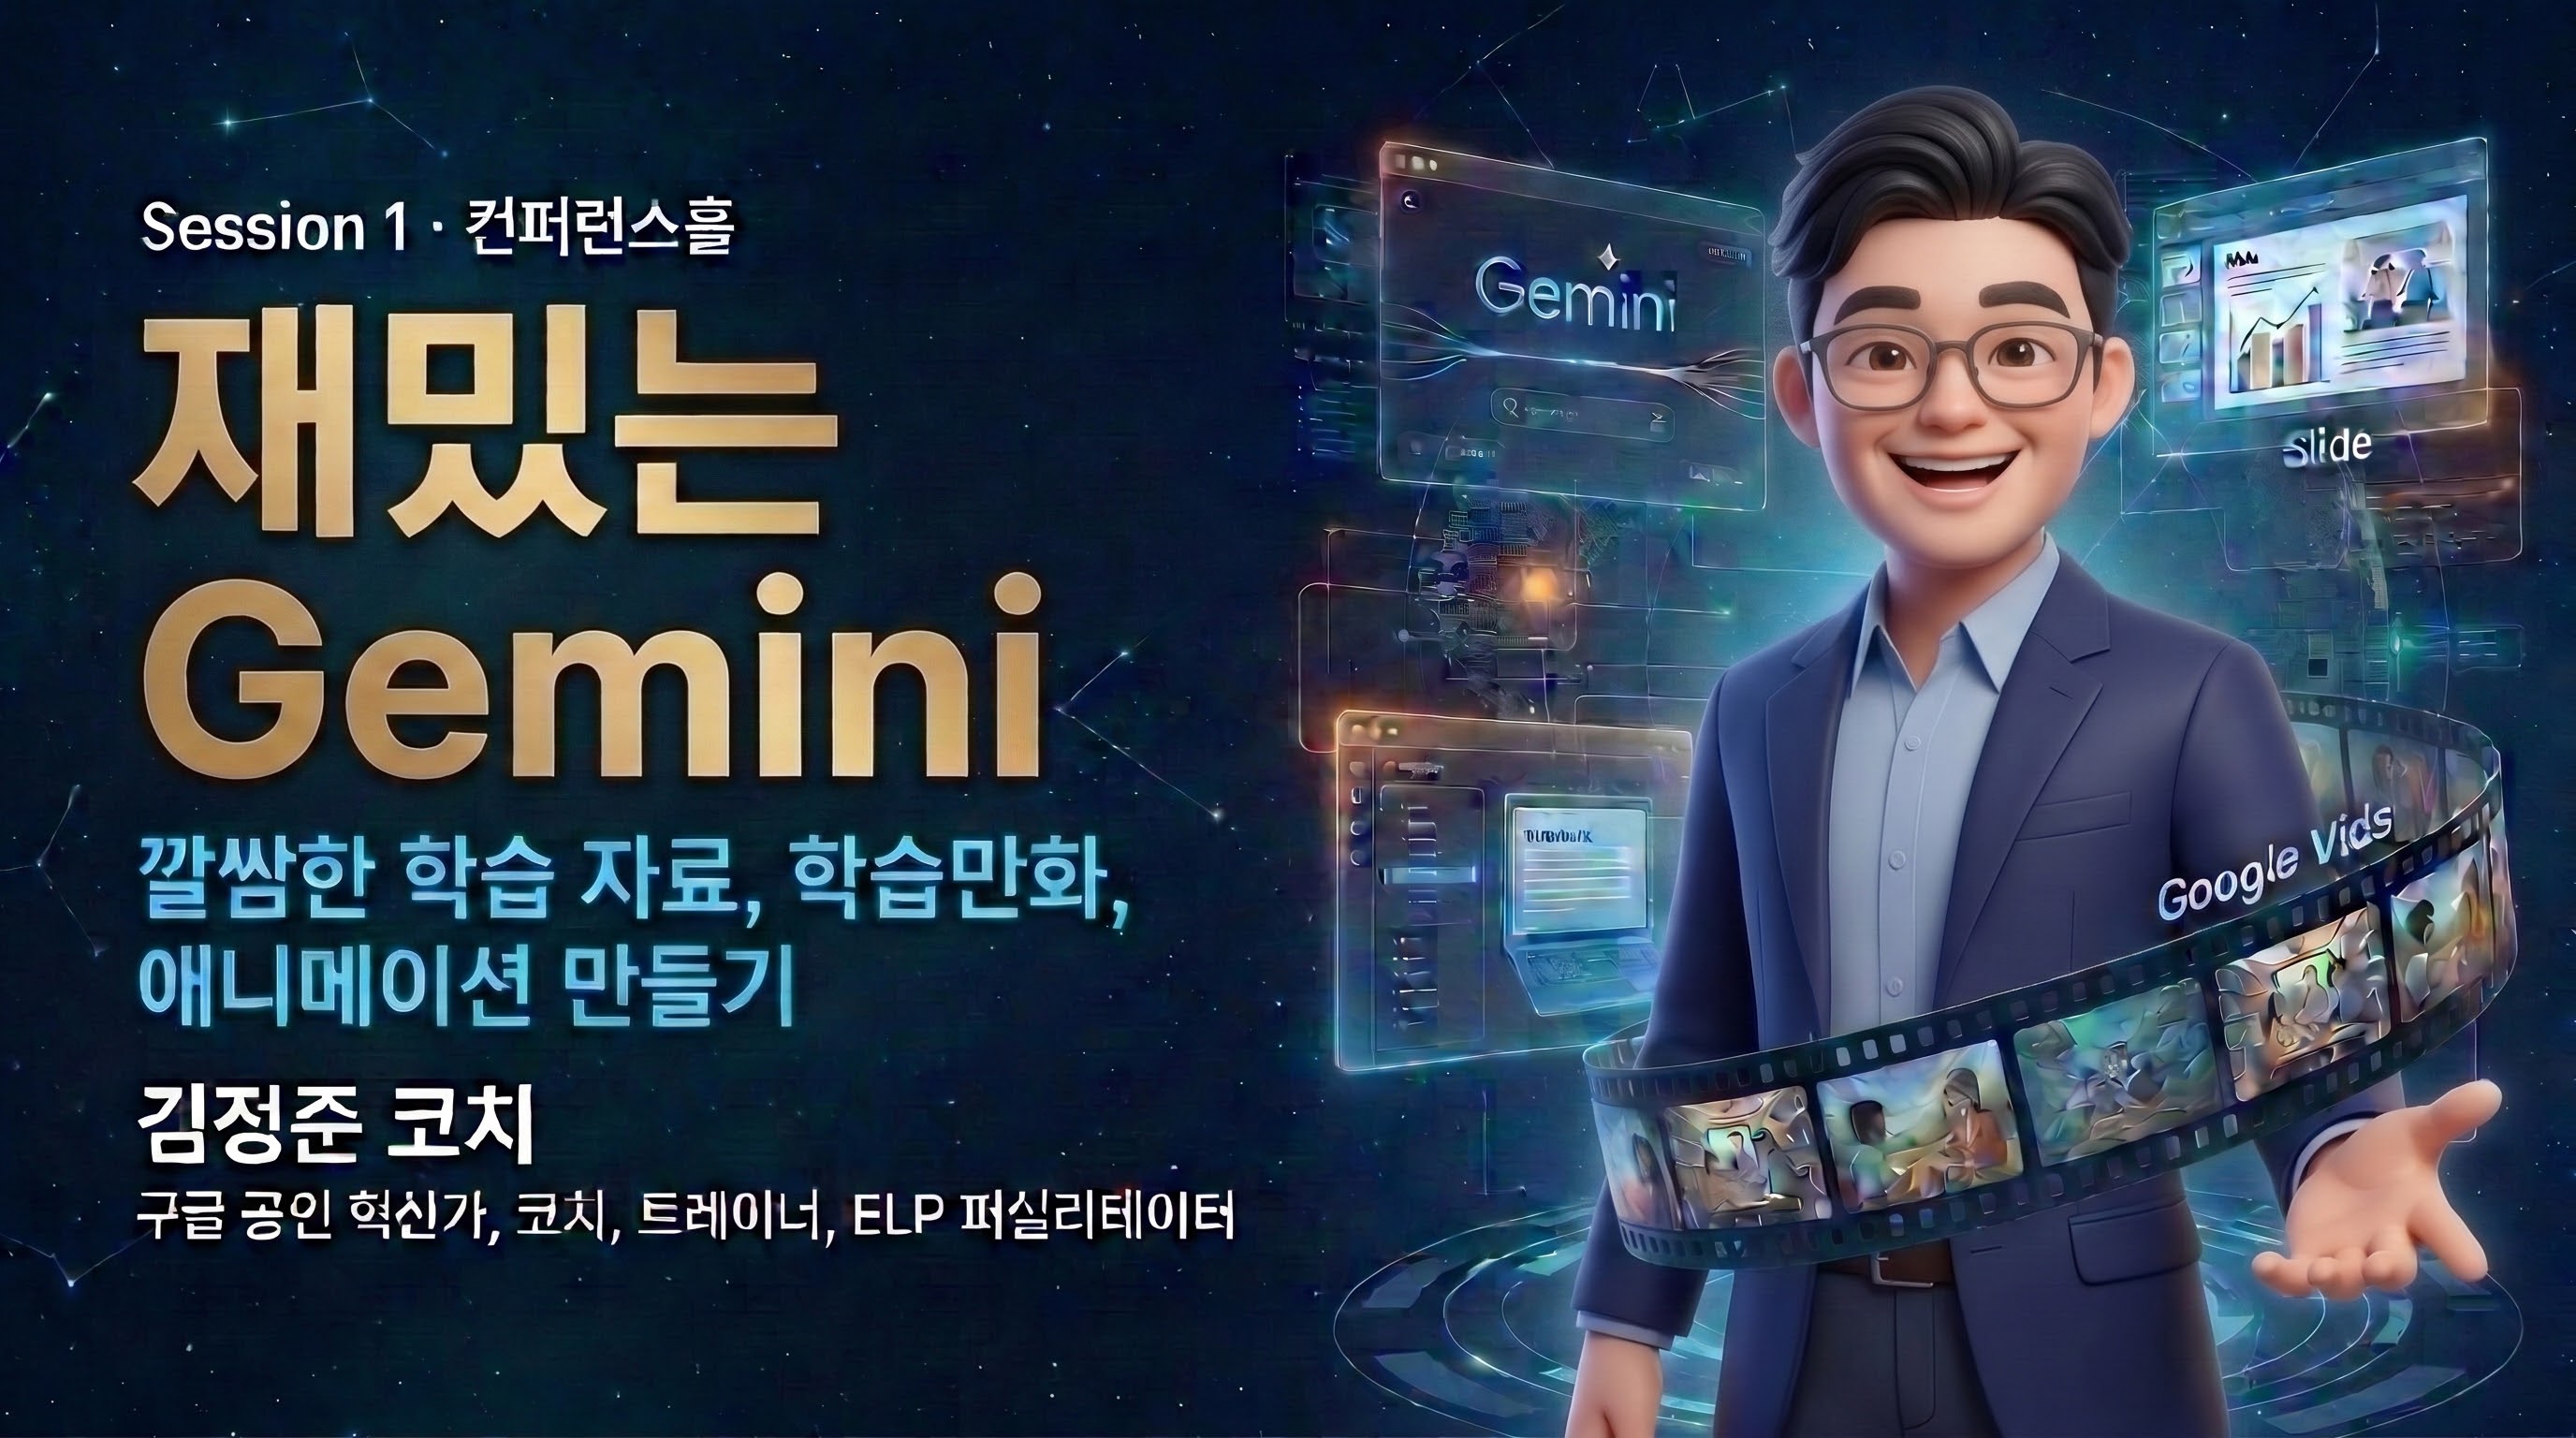 Session 1 · 컨퍼런스홀
재밌는
Gemini
깔쌈한 학습 자료, 학습만화,
애니메이션 만들기
김정준 코치
구글 공인 혁신가, 코치, 트레이너, ELP 퍼실리테이터
Gemini
Slide
Google Vids